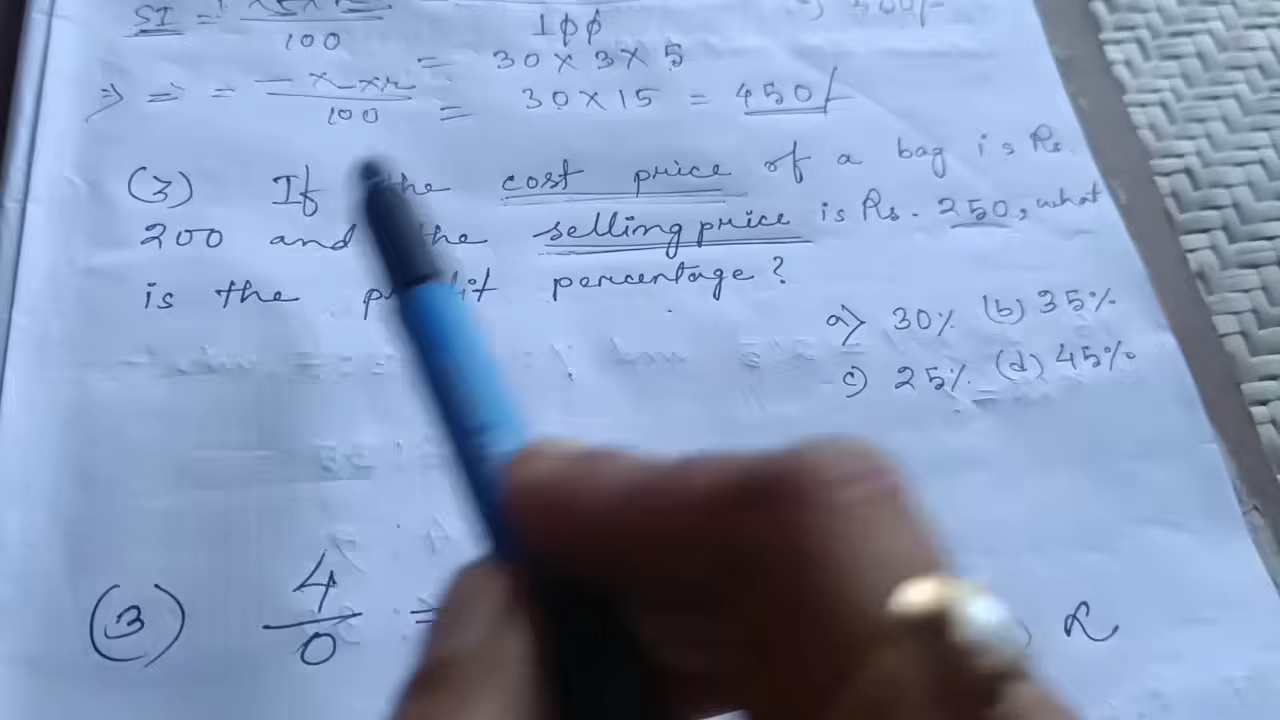 SI =
100
100
= 30 x 3 x 5
⇒ ⇒ =
100
= 30 x 15 = 450/-
(3) If the cost price of a bag is Rs.
200 and the selling price is Rs. 250, what
is the percentage?
a) 30% (b) 35%
c) 25% (d) 45%
(3) 4/0 =